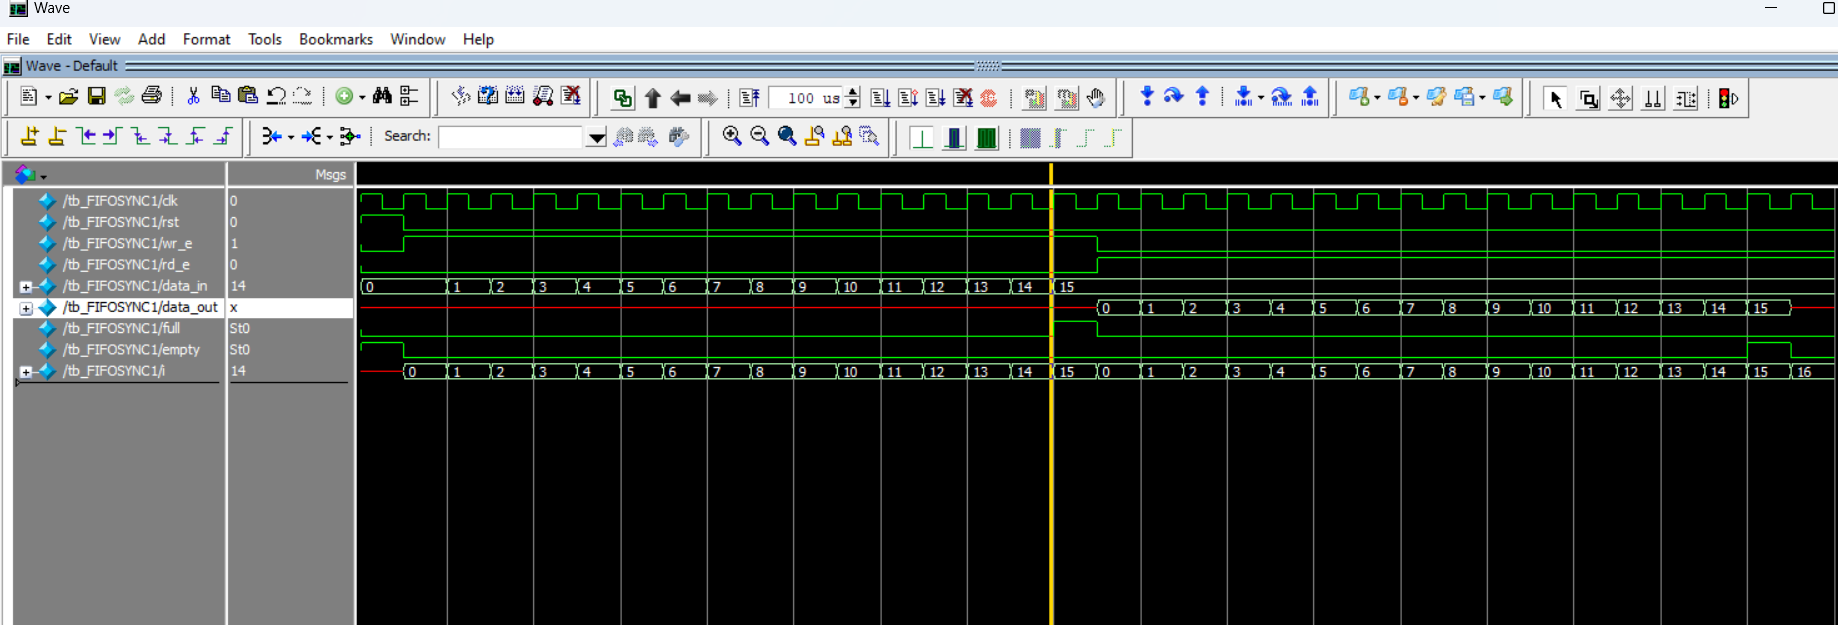 Wave
File Edit View Add Format Tools Bookmarks Window Help
Wave - Default
100 us
Search:
Msgs
/tb_FIFOSYNC1/clk 0
/tb_FIFOSYNC1/rst 0
/tb_FIFOSYNC1/wr_e 1
/tb_FIFOSYNC1/rd_e 0
/tb_FIFOSYNC1/data_in 14 0 1 2 3 4 5 6 7 8 9 10 11 12 13 14 15
/tb_FIFOSYNC1/data_out x 0 1 2 3 4 5 6 7 8 9 10 11 12 13 14 15
/tb_FIFOSYNC1/full St0
/tb_FIFOSYNC1/empty St0
/tb_FIFOSYNC1/i 14 0 1 2 3 4 5 6 7 8 9 10 11 12 13 14 15 0 1 2 3 4 5 6 7 8 9 10 11 12 13 14 15 16